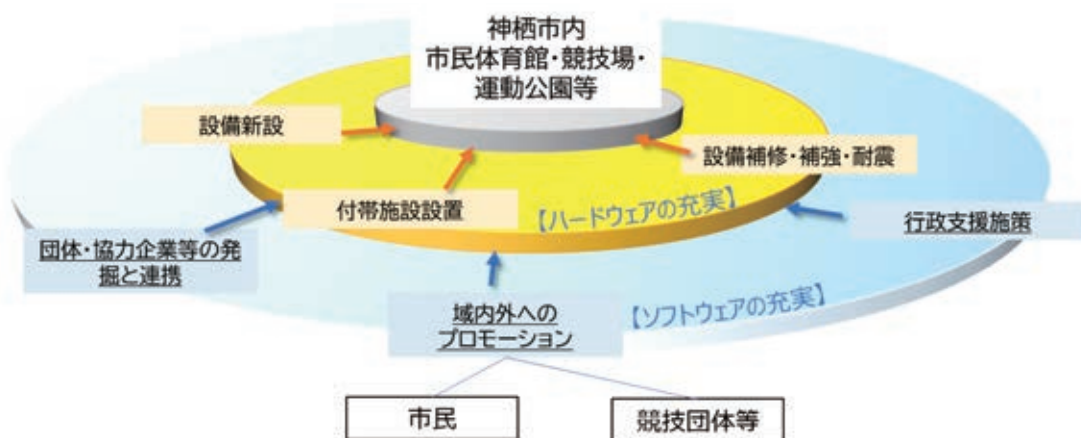 神栖市内
市民体育館・競技場・
運動公園等
設備新設
設備補修・補強・耐震
付帯施設設置
【ハードウェアの充実】
行政支援施策
団体・協力企業等の発
掘と連携
域内外への
プロモーション
【ソフトウェアの充実】
市民
競技団体等